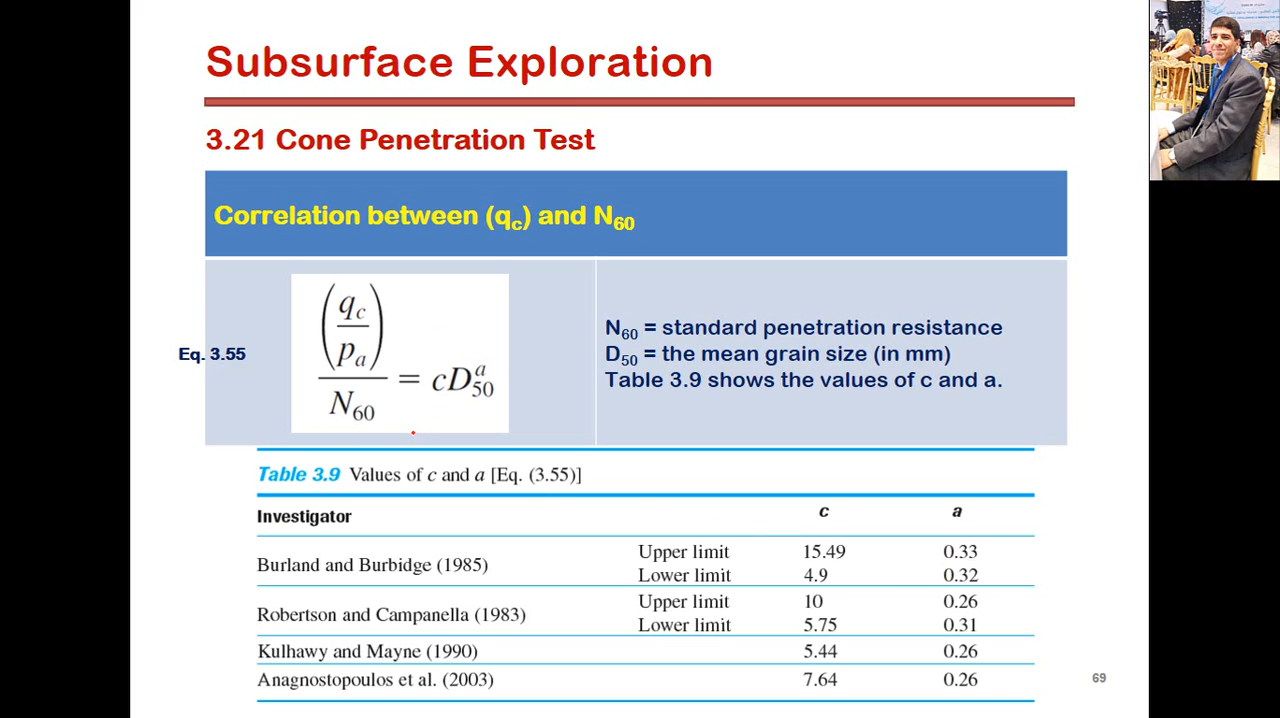 Subsurface Exploration
3.21 Cone Penetration Test
Correlation between (qc) and N60
Eq. 3.55
(qc/pa)/N60 = cD50^a
N60 = standard penetration resistance
D50 = the mean grain size (in mm)
Table 3.9 shows the values of c and a.
Table 3.9 Values of c and a [Eq. (3.55)]
Investigator c a
Burland and Burbidge (1985) Upper limit 15.49 0.33
Lower limit 4.9 0.32
Robertson and Campanella (1983) Upper limit 10 0.26
Lower limit 5.75 0.31
Kulhawy and Mayne (1990) 5.44 0.26
Anagnostopoulos et al. (2003) 7.64 0.26
69